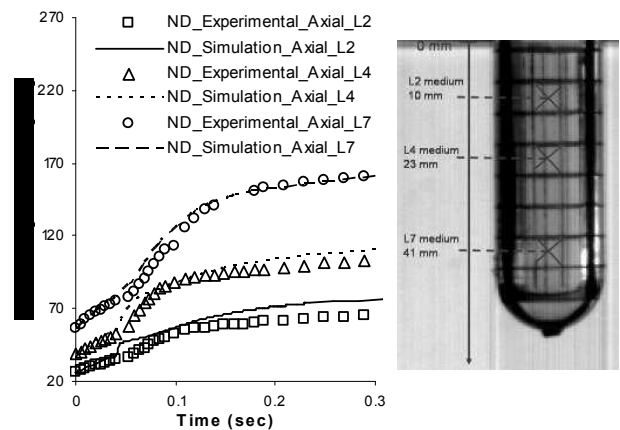 270
220
170
120
70
20
ND_Experimental_Axial_L2
ND_Simulation_Axial_L2
ND_Experimental_Axial_L4
ND_Simulation_Axial_L4
ND_Experimental_Axial_L7
ND_Simulation_Axial_L7
0
0.1
0.2
0.3
Time (sec)
0 mm
L2 medium
10 mm
L4 medium
23 mm
L7 medium
41 mm